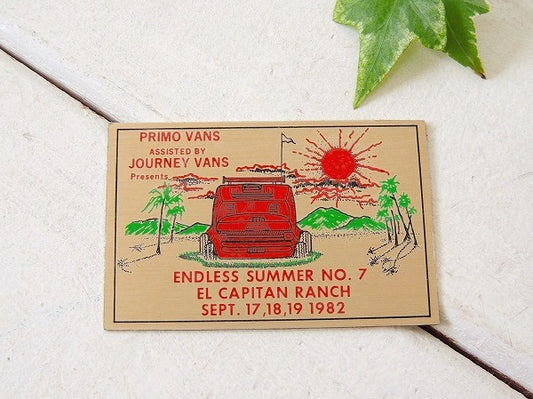 PRIMO VANS
ASSISTED BY
JOURNEY VANS
Presents
ENDLESS SUMMER NO. 7
EL CAPITAN RANCH
SEPT. 17,18,19 1982